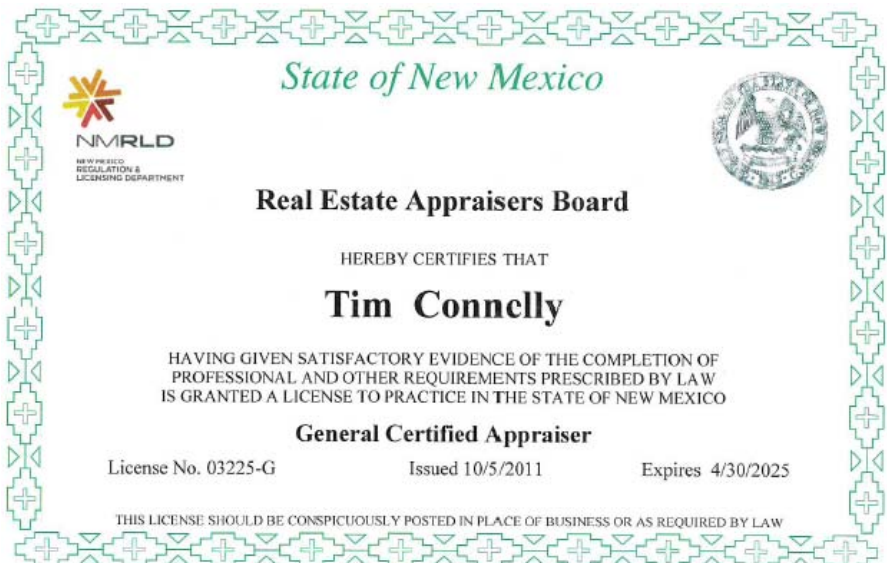 State of New Mexico
NMRLD
NEW MEXICO
REGULATION &
LICENSING DEPARTMENT
Real Estate Appraisers Board
HEREBY CERTIFIES THAT
Tim Connelly
HAVING GIVEN SATISFACTORY EVIDENCE OF THE COMPLETION OF
PROFESSIONAL AND OTHER REQUIREMENTS PRESCRIBED BY LAW
IS GRANTED A LICENSE TO PRACTICE IN THE STATE OF NEW MEXICO
General Certified Appraiser
License No. 03225-G Issued 10/5/2011 Expires 4/30/2025
THIS LICENSE SHOULD BE CONSPICUOUSLY POSTED IN PLACE OF BUSINESS OR AS REQUIRED BY LAW